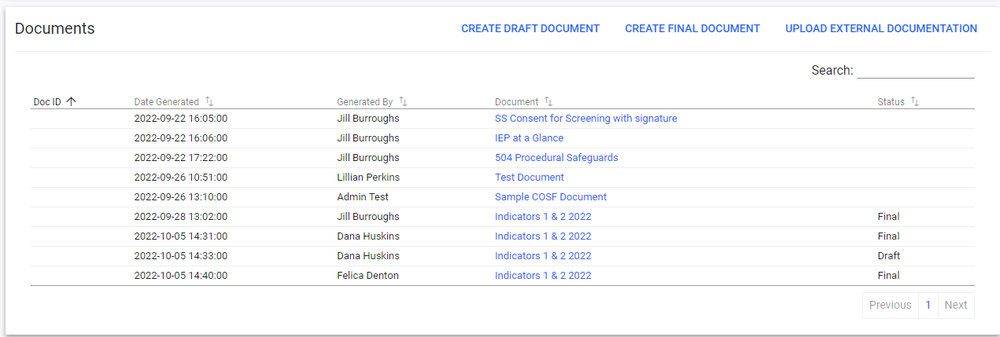 Documents CREATE DRAFT DOCUMENT CREATE FINAL DOCUMENT UPLOAD EXTERNAL DOCUMENTATION
Search:
Doc ID Date Generated Generated By Document Status
2022-09-22 16:05:00 Jill Burroughs SS Consent for Screening with signature
2022-09-22 16:06:00 Jill Burroughs IEP at a Glance
2022-09-22 17:22:00 Jill Burroughs 504 Procedural Safeguards
2022-09-26 10:51:00 Lillian Perkins Test Document
2022-09-26 13:10:00 Admin Test Sample COSF Document
2022-09-28 13:02:00 Jill Burroughs Indicators 1 & 2 2022 Final
2022-10-05 14:31:00 Dana Huskins Indicators 1 & 2 2022 Final
2022-10-05 14:33:00 Dana Huskins Indicators 1 & 2 2022 Draft
2022-10-05 14:40:00 Felica Denton Indicators 1 & 2 2022 Final
Previous 1 Next